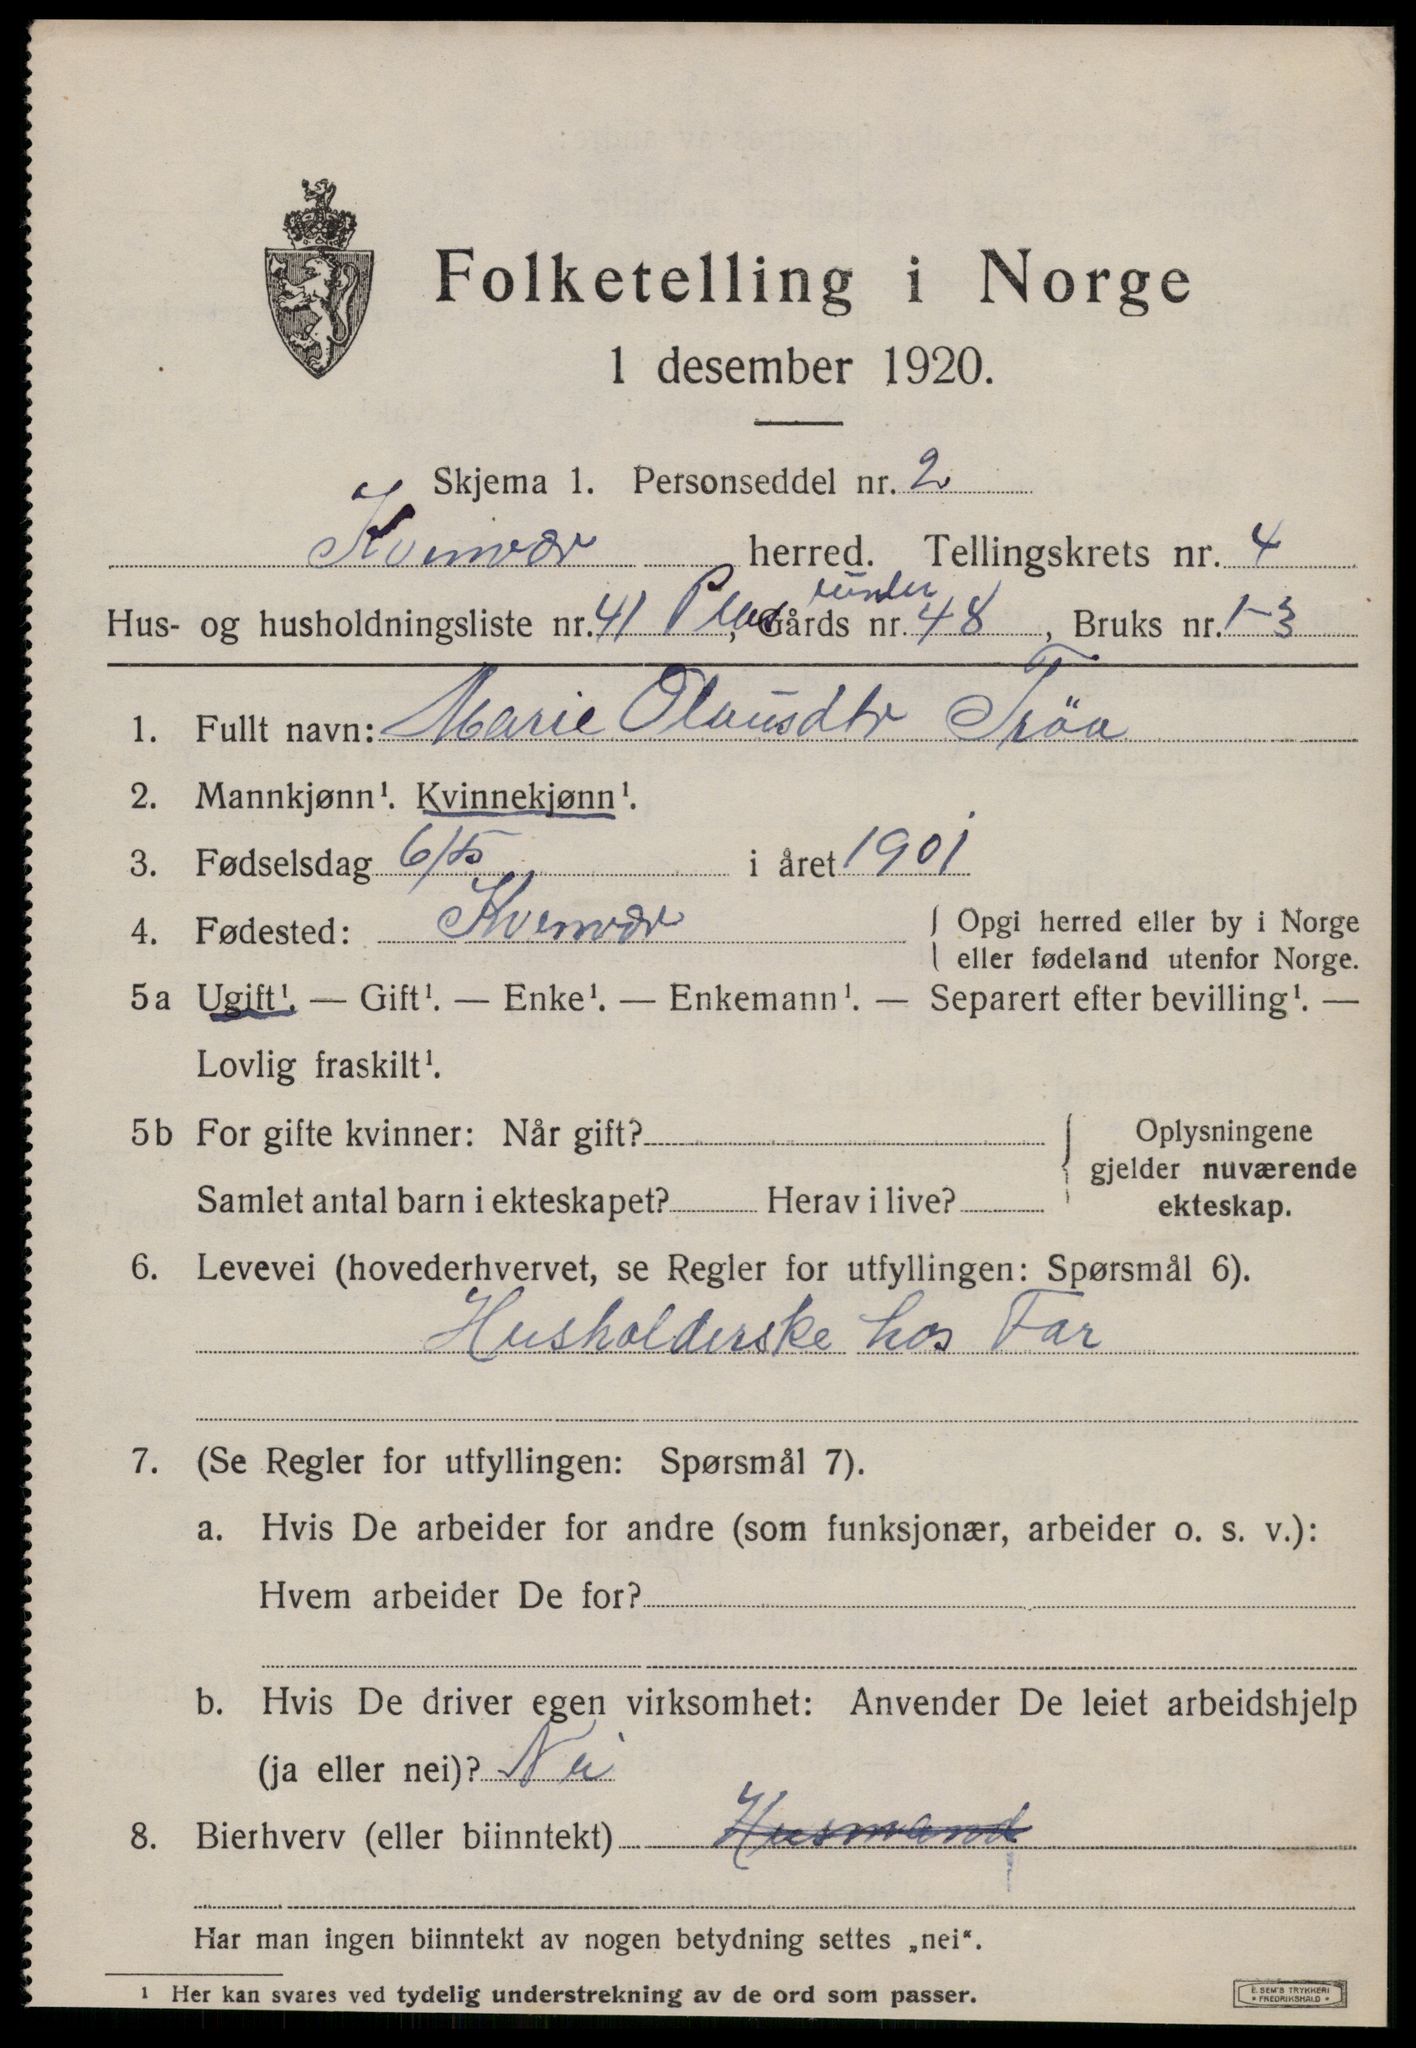 Folketelling i Norge
1 desember 1920.
Skjema 1. Personseddel nr. 2
Kvenvær herred. Tellingskrets nr. 4
Hus- og husholdningsliste nr. 41 Plads under Gårds nr. 48, Bruks nr. 1-3
1. Fullt navn: Marie Olausdtr Tröa
2. Mannkjønn¹. Kvinnekjønn¹.
3. Fødselsdag 6/5 i året 1901
4. Fødested: Kvenvær { Opgi herred eller by i Norge
eller fødeland utenfor Norge.
5a Ugift¹. — Gift¹. — Enke¹. — Enkemann¹. — Separert efter bevilling¹. —
Lovlig fraskilt¹.
5b For gifte kvinner: Når gift? { Oplysningene
gjelder nuværende
Samlet antal barn i ekteskapet? Herav i live? ekteskap.
6. Levevei (hovederhvervet, se Regler for utfyllingen: Spørsmål 6).
Husholderske hos Far
7. (Se Regler for utfyllingen: Spørsmål 7).
a. Hvis De arbeider for andre (som funksjonær, arbeider o. s. v.):
Hvem arbeider De for?
b. Hvis De driver egen virksomhet: Anvender De leiet arbeidshjelp
(ja eller nei)? Nei
8. Bierhverv (eller biinntekt) Husmand
Har man ingen biinntekt av nogen betydning settes „nei“.
¹ Her kan svares ved tydelig understrekning av de ord som passer.
E. SEM'S TRYKKERI
* FREDRIKSHALD *